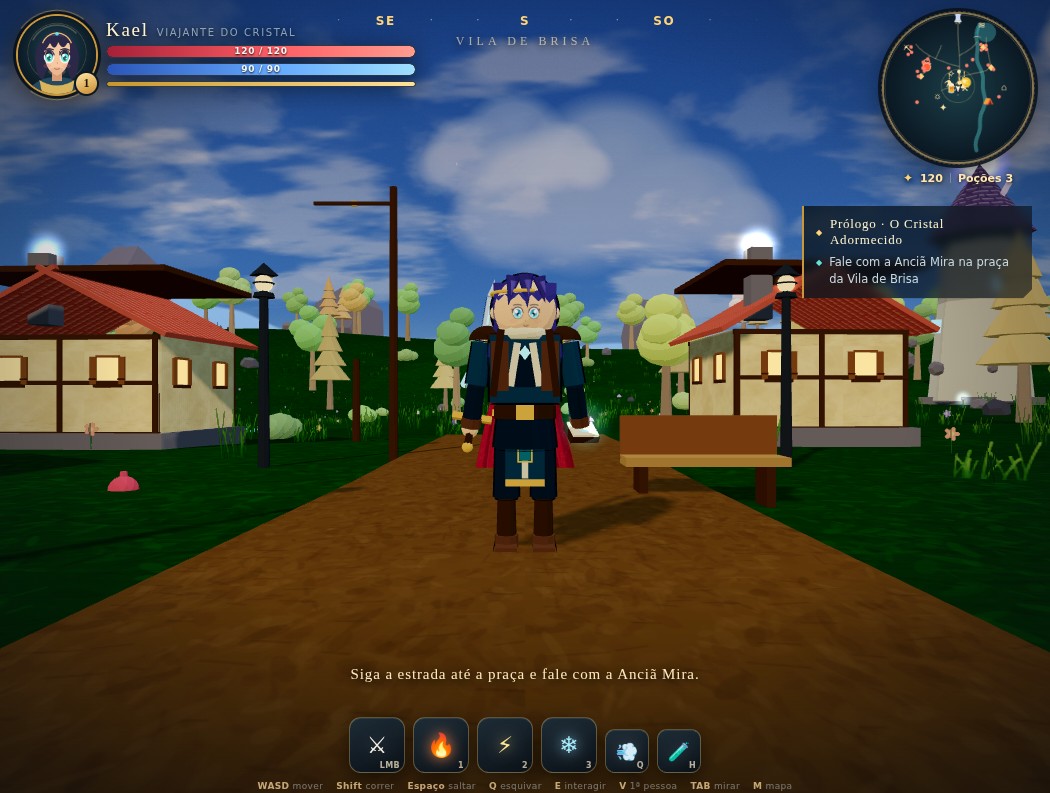 Kael VIAJANTE DO CRISTAL
120 / 120
90 / 90
1
SE S SO
VILA DE BRISA
✦ 120 | Poções 3
Prólogo · O Cristal
Adormecido
Fale com a Anciã Mira na praça
da Vila de Brisa
Siga a estrada até a praça e fale com a Anciã Mira.
LMB 1 2 3 Q H
WASD mover Shift correr Espaço saltar Q esquivar E interagir V 1ª pessoa TAB mirar M mapa